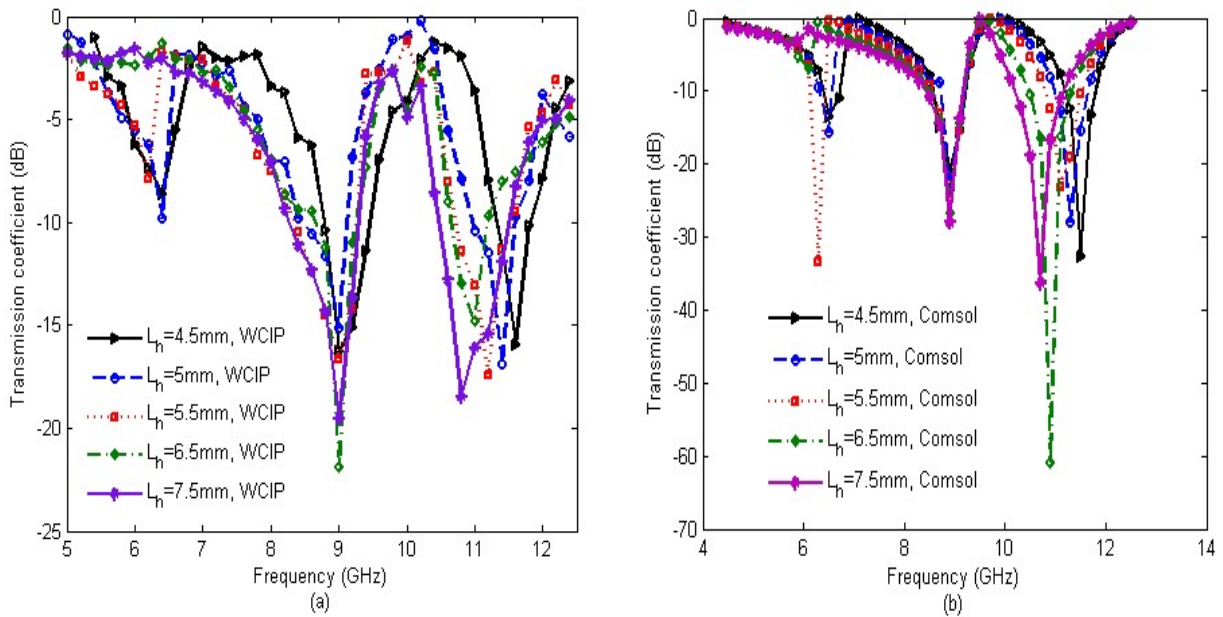 0
-5
-10
-15
-20
-25
5 6 7 8 9 10 11 12
Transmission coefficient (dB)
Frequency (GHz)
(a)
L_h=4.5mm, WCIP
L_h=5mm, WCIP
L_h=5.5mm, WCIP
L_h=6.5mm, WCIP
L_h=7.5mm, WCIP
0
-10
-20
-30
-40
-50
-60
-70
4 6 8 10 12 14
Transmission coefficient (dB)
Frequency (GHz)
(b)
L_h=4.5mm, Comsol
L_h=5mm, Comsol
L_h=5.5mm, Comsol
L_h=6.5mm, Comsol
L_h=7.5mm, Comsol